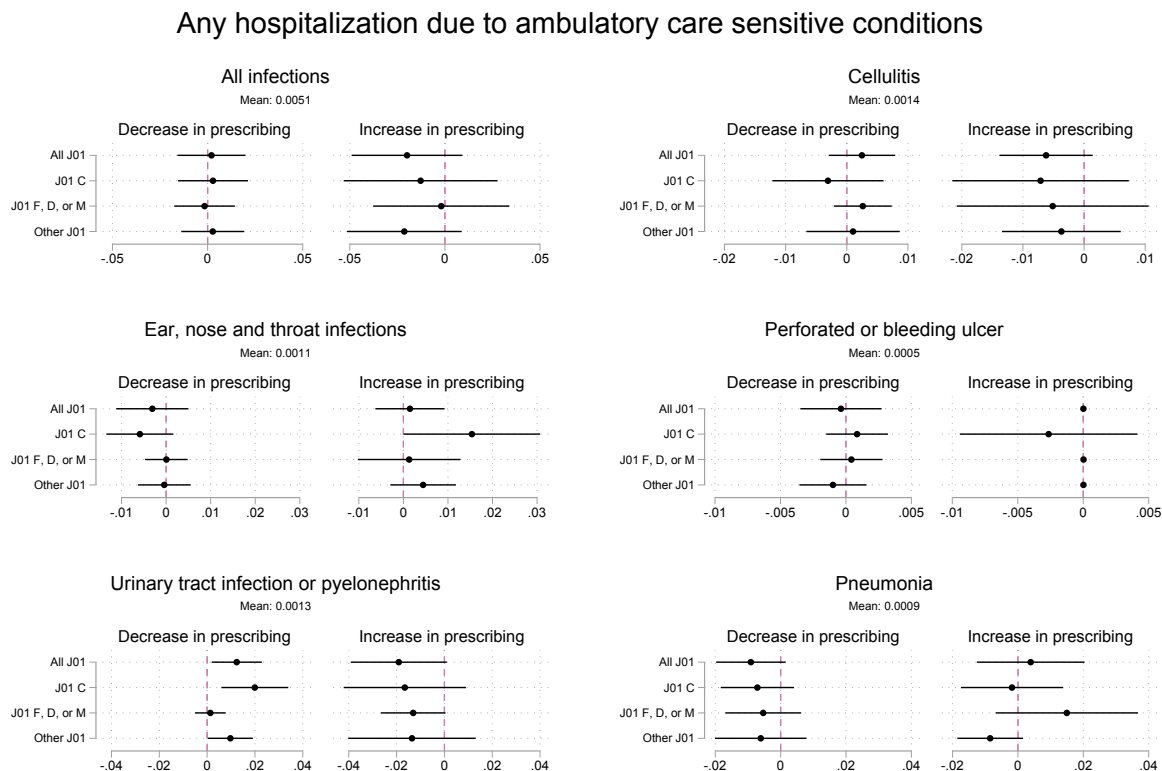 Any hospitalization due to ambulatory care sensitive conditions
All infections
Mean: 0.0051
Decrease in prescribing
Increase in prescribing
All J01
J01 C
J01 F, D, or M
Other J01
-.05 0 .05
-.05 0 .05
Cellulitis
Mean: 0.0014
Decrease in prescribing
Increase in prescribing
All J01
J01 C
J01 F, D, or M
Other J01
-.02 -.01 0 .01
-.02 -.01 0 .01
Ear, nose and throat infections
Mean: 0.0011
Decrease in prescribing
Increase in prescribing
All J01
J01 C
J01 F, D, or M
Other J01
-.01 0 .01 .02 .03
-.01 0 .01 .02 .03
Perforated or bleeding ulcer
Mean: 0.0005
Decrease in prescribing
Increase in prescribing
All J01
J01 C
J01 F, D, or M
Other J01
-.01 -.005 0 .005
-.01 -.005 0 .005
Urinary tract infection or pyelonephritis
Mean: 0.0013
Decrease in prescribing
Increase in prescribing
All J01
J01 C
J01 F, D, or M
Other J01
-.04 -.02 0 .02 .04
-.04 -.02 0 .02 .04
Pneumonia
Mean: 0.0009
Decrease in prescribing
Increase in prescribing
All J01
J01 C
J01 F, D, or M
Other J01
-.02 0 .02 .04
-.02 0 .02 .04